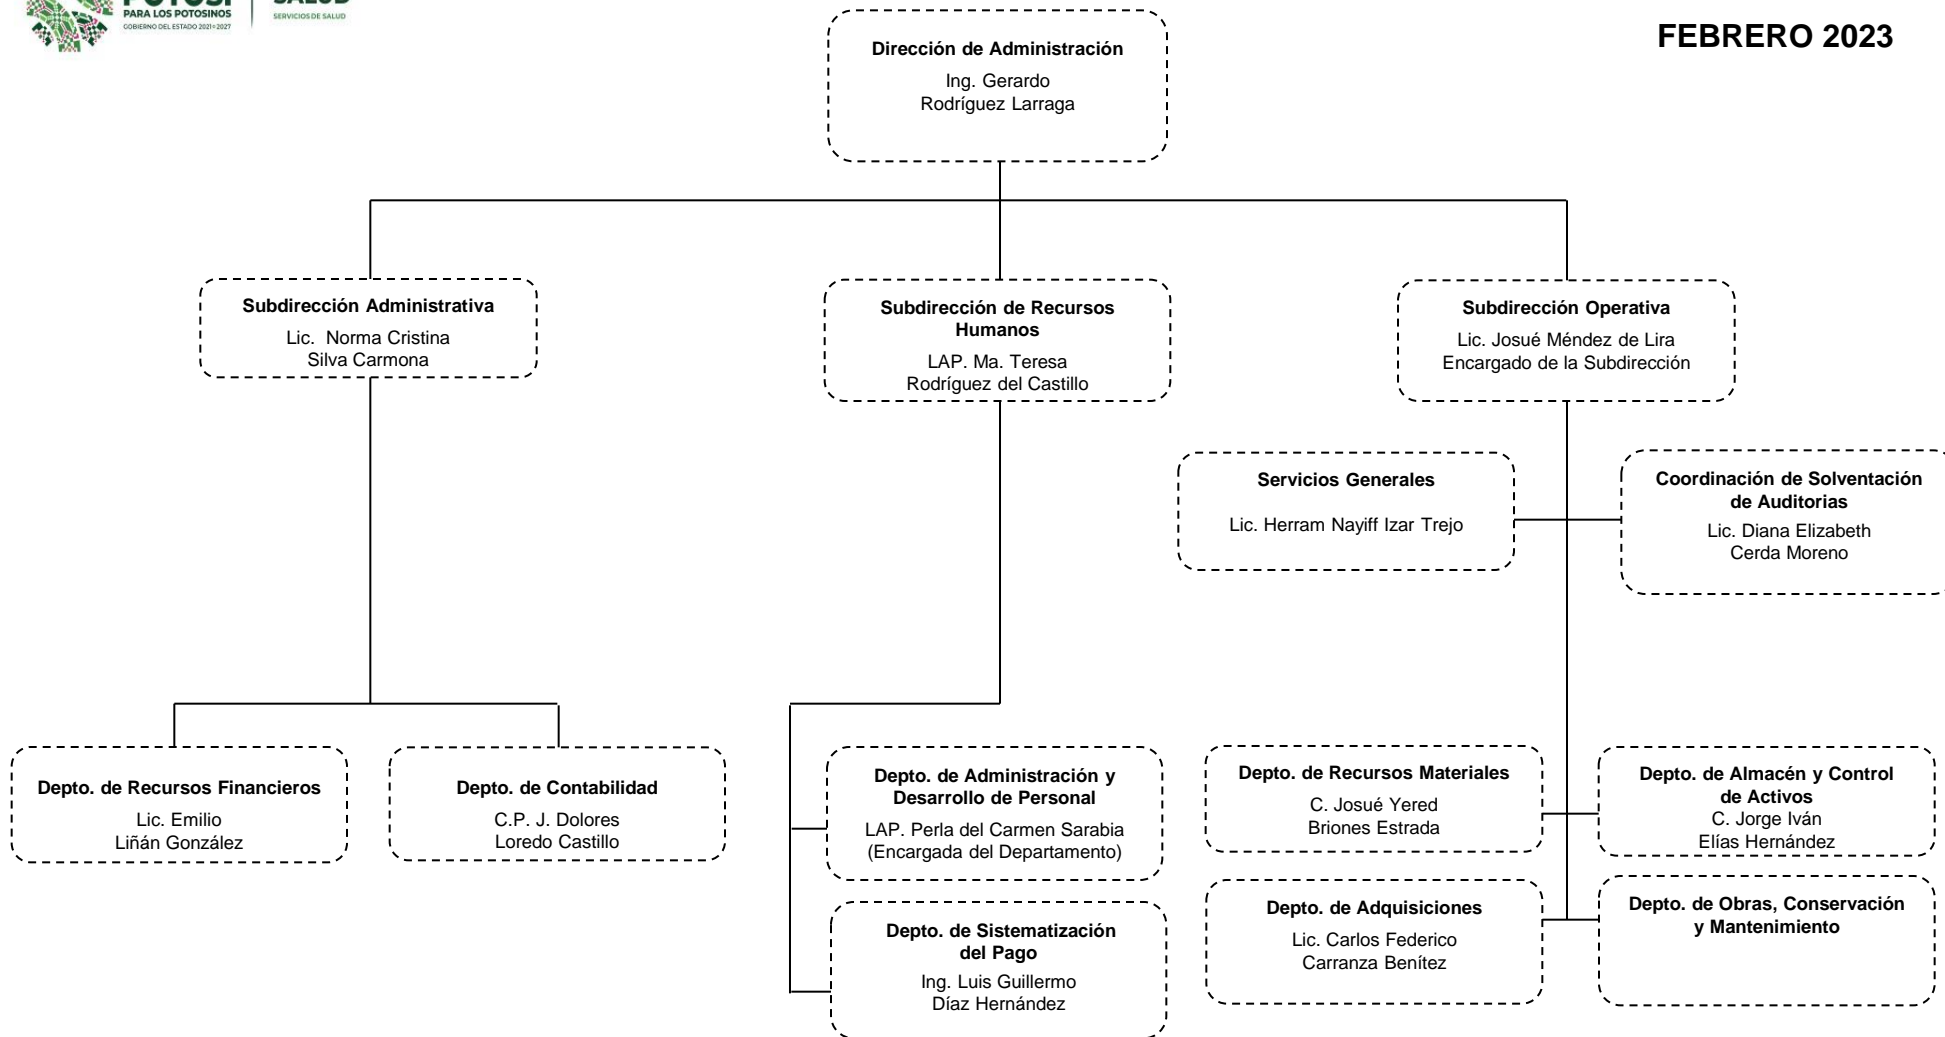 POTOSÍ
PARA LOS POTOSINOS
GOBIERNO DEL ESTADO 2021-2027
SALUD
SERVICIOS DE SALUD
FEBRERO 2023
Dirección de Administración
Ing. Gerardo
Rodríguez Larraga
Subdirección Administrativa
Lic. Norma Cristina
Silva Carmona
Subdirección de Recursos
Humanos
LAP. Ma. Teresa
Rodríguez del Castillo
Subdirección Operativa
Lic. Josué Méndez de Lira
Encargado de la Subdirección
Servicios Generales
Lic. Herram Nayiff Izar Trejo
Coordinación de Solventación
de Auditorias
Lic. Diana Elizabeth
Cerda Moreno
Depto. de Recursos Financieros
Lic. Emilio
Liñán González
Depto. de Contabilidad
C.P. J. Dolores
Loredo Castillo
Depto. de Administración y
Desarrollo de Personal
LAP. Perla del Carmen Sarabia
(Encargada del Departamento)
Depto. de Sistematización
del Pago
Ing. Luis Guillermo
Díaz Hernández
Depto. de Recursos Materiales
C. Josué Yered
Briones Estrada
Depto. de Almacén y Control
de Activos
C. Jorge Iván
Elías Hernández
Depto. de Adquisiciones
Lic. Carlos Federico
Carranza Benítez
Depto. de Obras, Conservación
y Mantenimiento